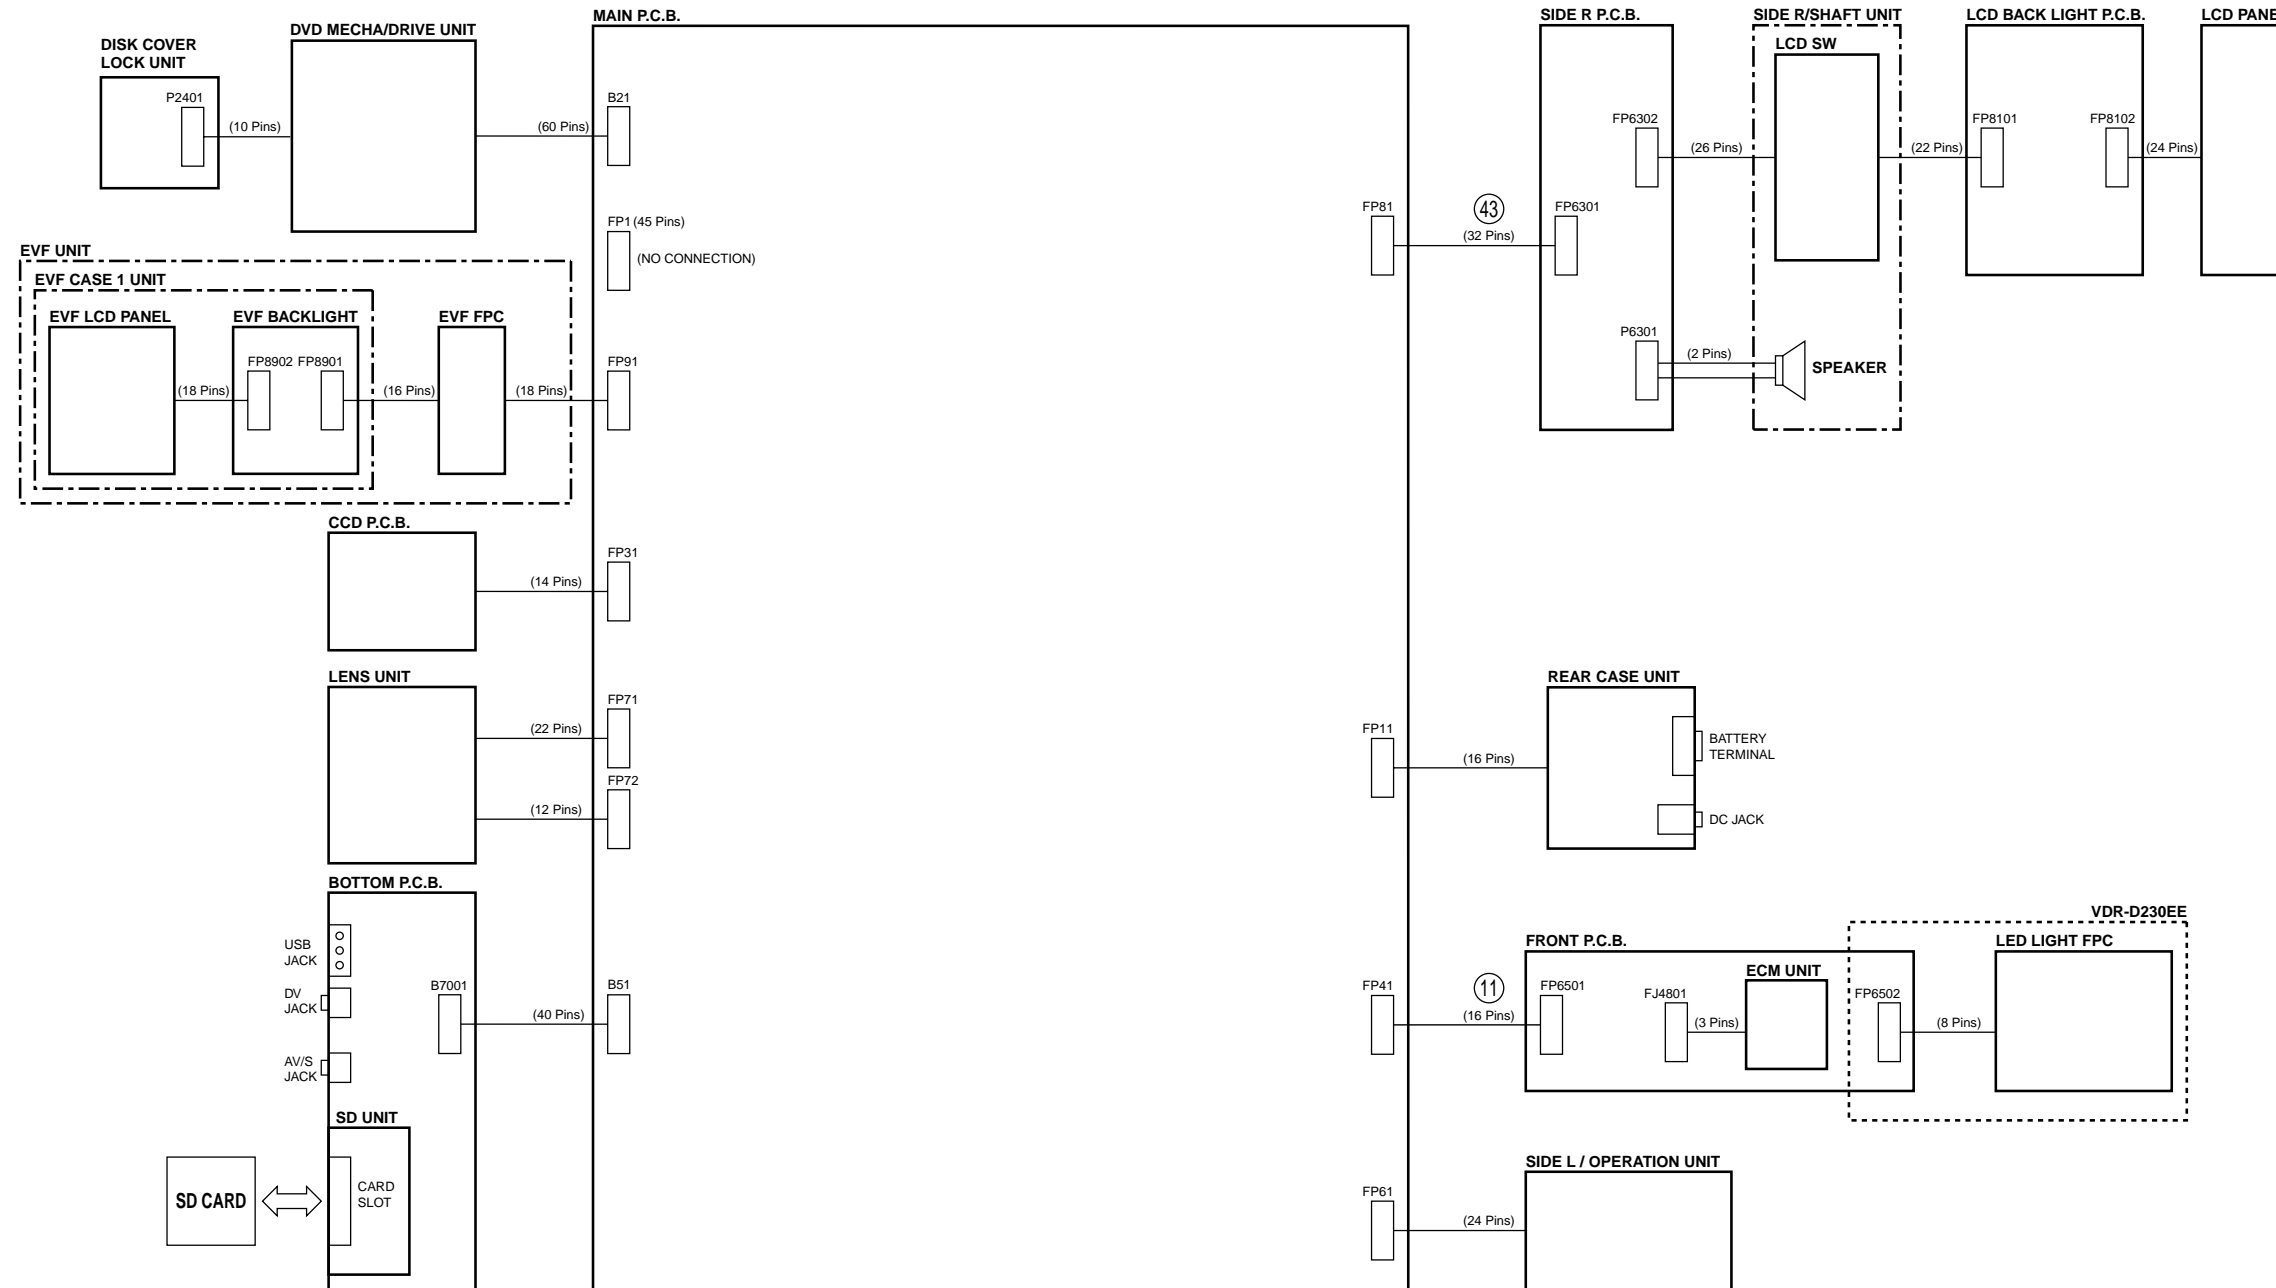 MAIN P.C.B.
SIDE R P.C.B.
SIDE R/SHAFT UNIT
LCD BACK LIGHT P.C.B.
LCD PANE
DVD MECHA/DRIVE UNIT
DISK COVER
LOCK UNIT
LCD SW
P2401
(10 Pins)
(60 Pins)
B21
FP6302
(26 Pins)
(22 Pins)
FP8101
FP8102
(24 Pins)
FP1 (45 Pins)
(NO CONNECTION)
FP81
43
(32 Pins)
FP6301
EVF UNIT
EVF CASE 1 UNIT
EVF LCD PANEL
EVF BACKLIGHT
EVF FPC
FP8902 FP8901
(18 Pins)
(16 Pins)
(18 Pins)
FP91
P6301
(2 Pins)
SPEAKER
CCD P.C.B.
(14 Pins)
FP31
LENS UNIT
(22 Pins)
FP71
(12 Pins)
FP72
REAR CASE UNIT
FP11
(16 Pins)
BATTERY
TERMINAL
DC JACK
BOTTOM P.C.B.
USB
JACK
DV
JACK
AV/S
JACK
B7001
(40 Pins)
B51
VDR-D230EE
FRONT P.C.B.
LED LIGHT FPC
ECM UNIT
FP41
11
(16 Pins)
FP6501
FJ4801
(3 Pins)
FP6502
(8 Pins)
SD UNIT
SD CARD
CARD
SLOT
SIDE L / OPERATION UNIT
FP61
(24 Pins)